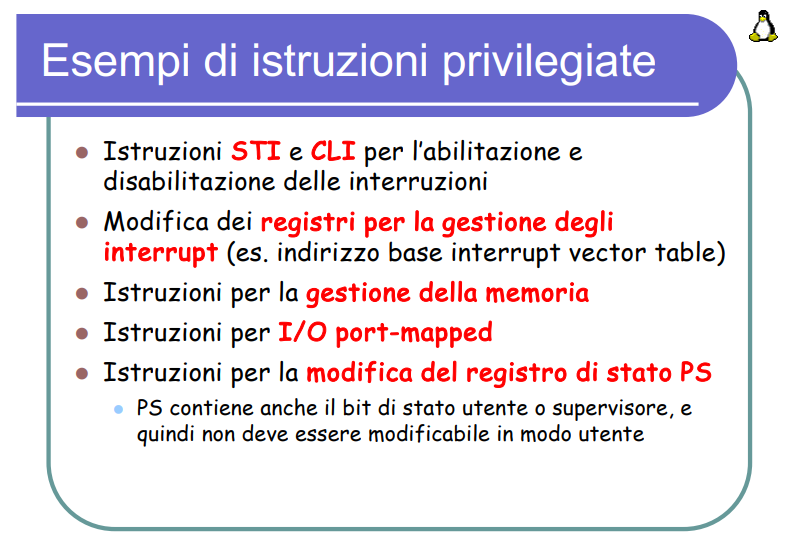 Esempi di istruzioni privilegiate
Istruzioni STI e CLI per l'abilitazione e
disabilitazione delle interruzioni
Modifica dei registri per la gestione degli
interrupt (es. indirizzo base interrupt vector table)
Istruzioni per la gestione della memoria
Istruzioni per I/O port-mapped
Istruzioni per la modifica del registro di stato PS
PS contiene anche il bit di stato utente o supervisore, e
quindi non deve essere modificabile in modo utente